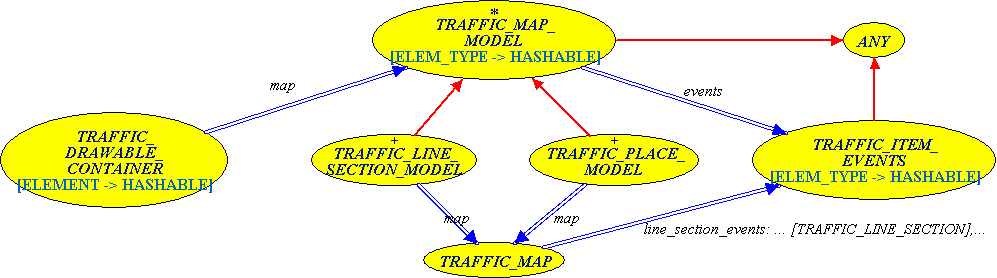 *
TRAFFIC_MAP_
MODEL
[ELEM_TYPE -> HASHABLE]
ANY
map
events
TRAFFIC_
DRAWABLE_
CONTAINER
[ELEMENT -> HASHABLE]
+
TRAFFIC_LINE_
SECTION_MODEL
+
TRAFFIC_PLACE_
MODEL
TRAFFIC_ITEM_
EVENTS
[ELEM_TYPE -> HASHABLE]
map
map
line_section_events: ... [TRAFFIC_LINE_SECTION],...
TRAFFIC_MAP